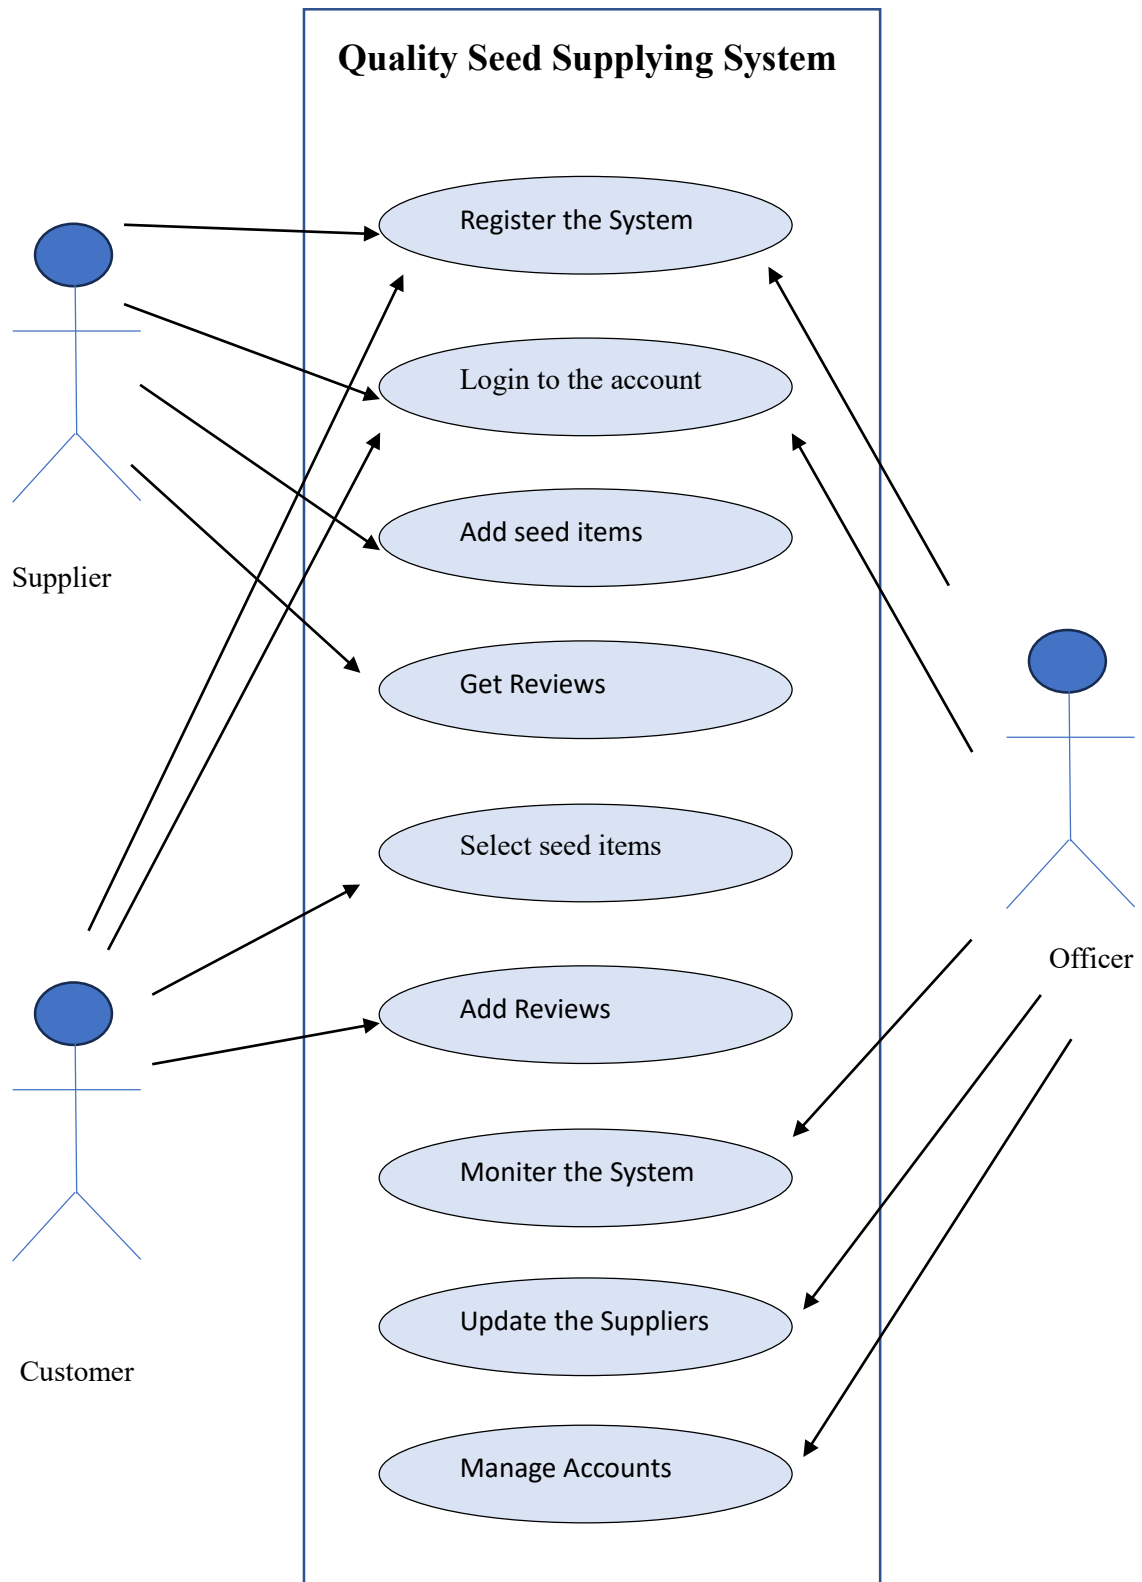 Quality Seed Supplying System
Register the System
Login to the account
Add seed items
Supplier
Get Reviews
Select seed items
Officer
Add Reviews
Moniter the System
Update the Suppliers
Customer
Manage Accounts